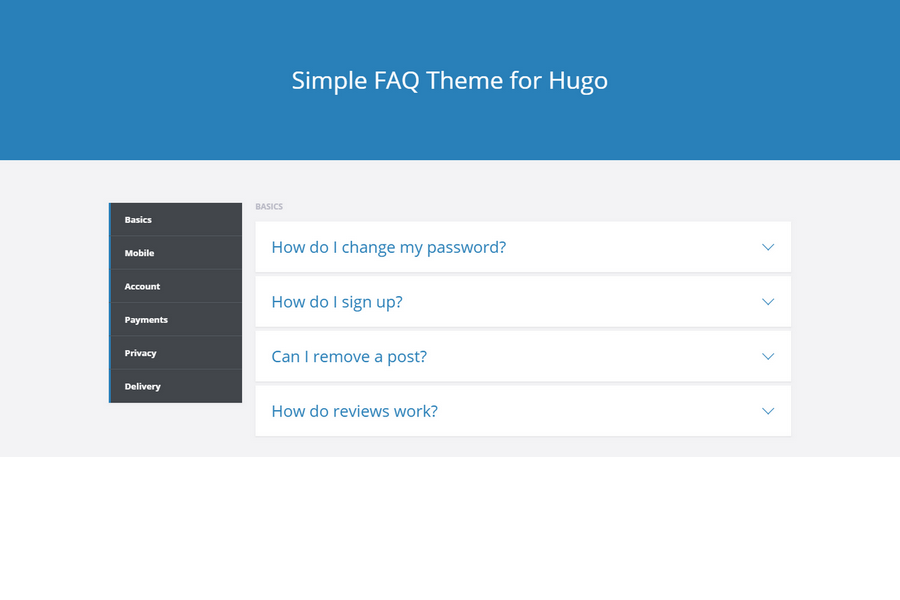 Simple FAQ Theme for Hugo
Basics
Mobile
Account
Payments
Privacy
Delivery
BASICS
How do I change my password?
How do I sign up?
Can I remove a post?
How do reviews work?